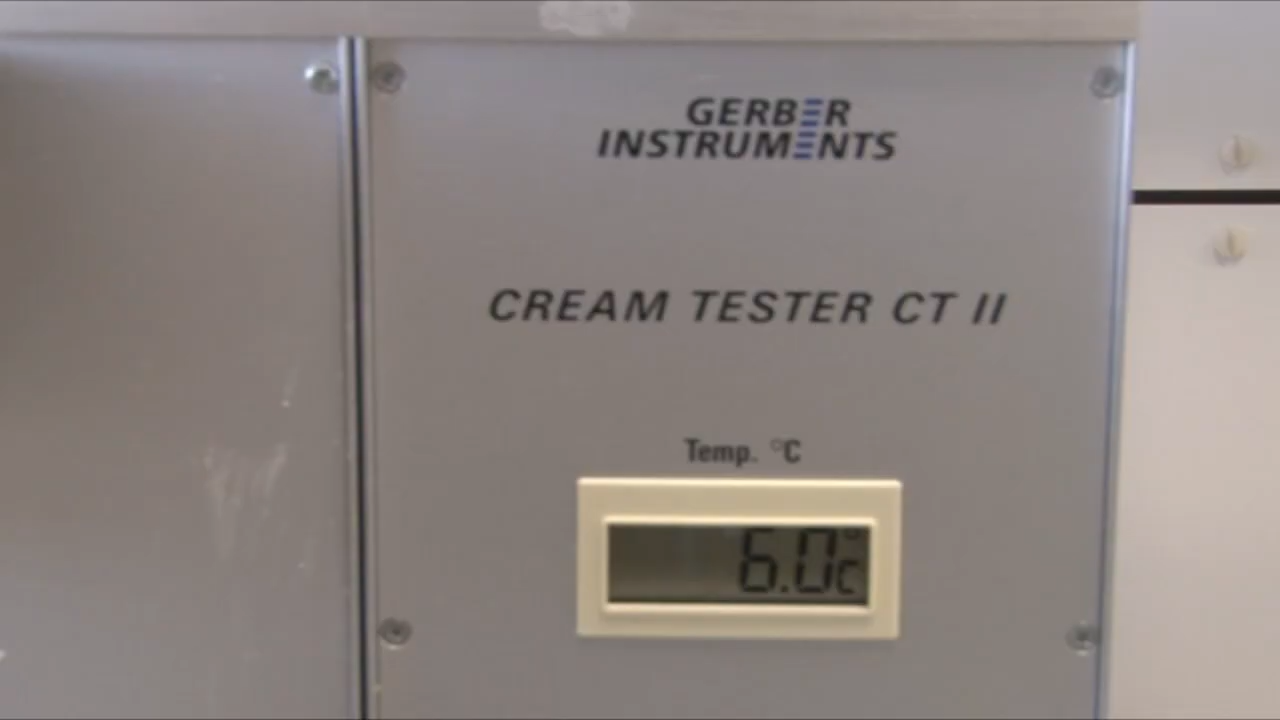 GERBER
INSTRUMENTS
CREAM TESTER CT II
Temp. °C
6.0°C